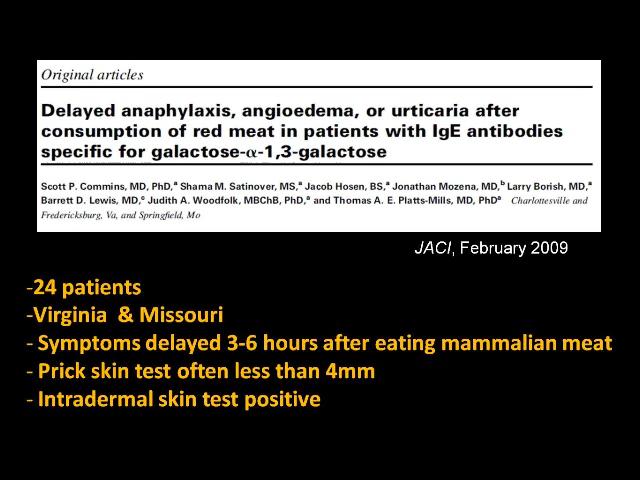 Original articles
Delayed anaphylaxis, angioedema, or urticaria after
consumption of red meat in patients with IgE antibodies
specific for galactose-α-1,3-galactose
Scott P. Commins, MD, PhD,ᵃ Shama M. Satinover, MS,ᵃ Jacob Hosen, BS,ᵃ Jonathan Mozena, MD,ᵇ Larry Borish, MD,ᵃ
Barrett D. Lewis, MD,ᶜ Judith A. Woodfolk, MBChB, PhD,ᵃ and Thomas A. E. Platts-Mills, MD, PhDᵃ Charlottesville and
Fredericksburg, Va, and Springfield, Mo
JACI, February 2009
-24 patients
-Virginia & Missouri
- Symptoms delayed 3-6 hours after eating mammalian meat
- Prick skin test often less than 4mm
- Intradermal skin test positive